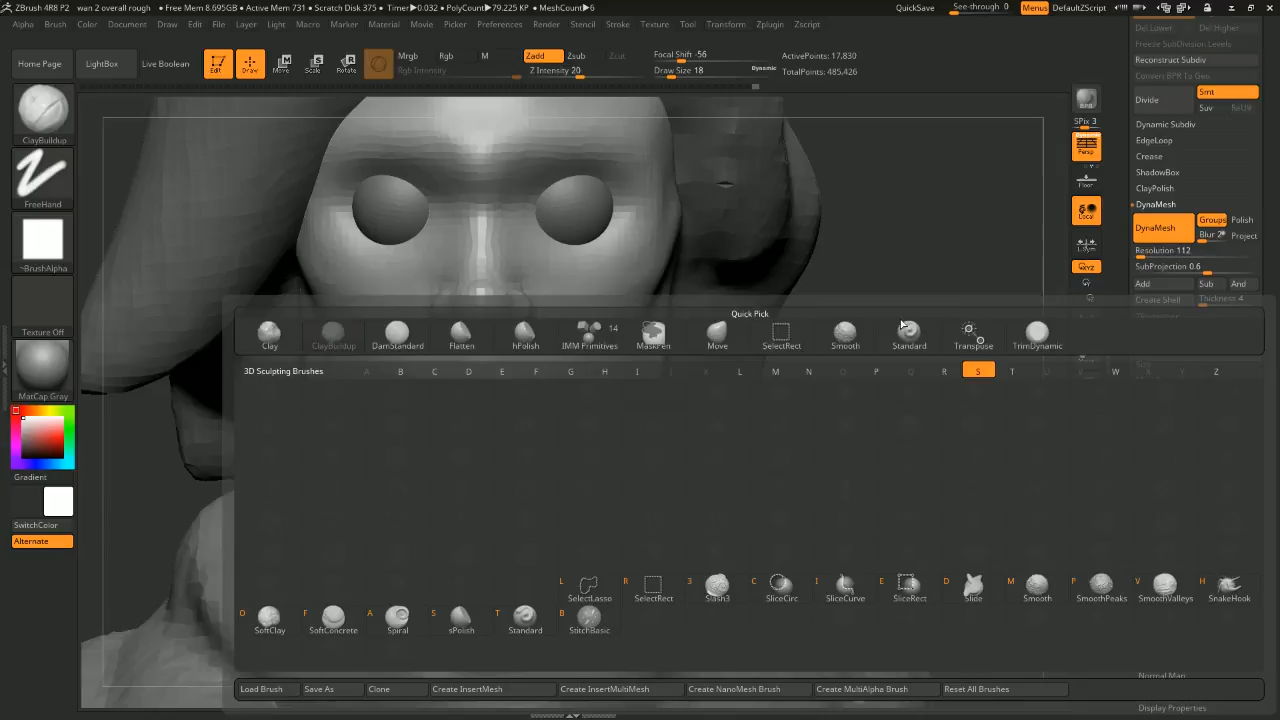 ZBrush 4R8 P2 wan 2 overall rough • Free Mem 8.695GB • Active Mem 731 • Scratch Disk 375 • Timer▶0.032 • PolyCount▶79.225 KP • MeshCount▶6 QuickSave See-through 0 Menus DefaultZScript
Alpha Brush Color Document Draw Edit File Layer Light Macro Marker Material Movie Picker Preferences Render Stencil Stroke Texture Tool Transform Zplugin Zscript
Del Lower Del Higher
Freeze SubDivision Levels
Reconstruct Subdiv
Convert BPR To Geo
Home Page LightBox Live Boolean Edit Draw Move Scale Rotate
Mrgb Rgb M Zadd Zsub Zcut Focal Shift -56 ActivePoints: 17,830
Rgb Intensity Z Intensity 20 Draw Size 18 Dynamic TotalPoints: 485,426
Divide Smt
Suv RelUV
Dynamic Subdiv
EdgeLoop
Crease
ShadowBox
ClayPolish
DynaMesh
DynaMesh Groups Polish
Blur 2 Project
Resolution 112
SubProjection 0.6
Add Sub And
Create Shell Thickness 4
BPR
SPix 3
Dynamic
Persp
Floor
Local
L.Sym
XYZ
ClayBuildup
FreeHand
~BrushAlpha
Texture Off
MatCap Gray
Gradient
SwitchColor
Alternate
Quick Pick
14
Clay ClayBuildup DamStandard Flatten hPolish IMM Primitives MaskPen Move SelectRect Smooth Standard Transpose TrimDynamic
3D Sculpting Brushes A B C D E F G H I L M N O P Q R S T U V W X Y Z
L R 3 C I E D M P V H
SelectLasso SelectRect Slash3 SliceCirc SliceCurve SliceRect Slide Smooth SmoothPeaks SmoothValleys SnakeHook
O F A S T B
SoftClay SoftConcrete Spiral sPolish Standard StitchBasic
Load Brush Save As Clone Create InsertMesh Create InsertMultiMesh Create NanoMesh Brush Create MultiAlpha Brush Reset All Brushes
Normal Map
Display Properties